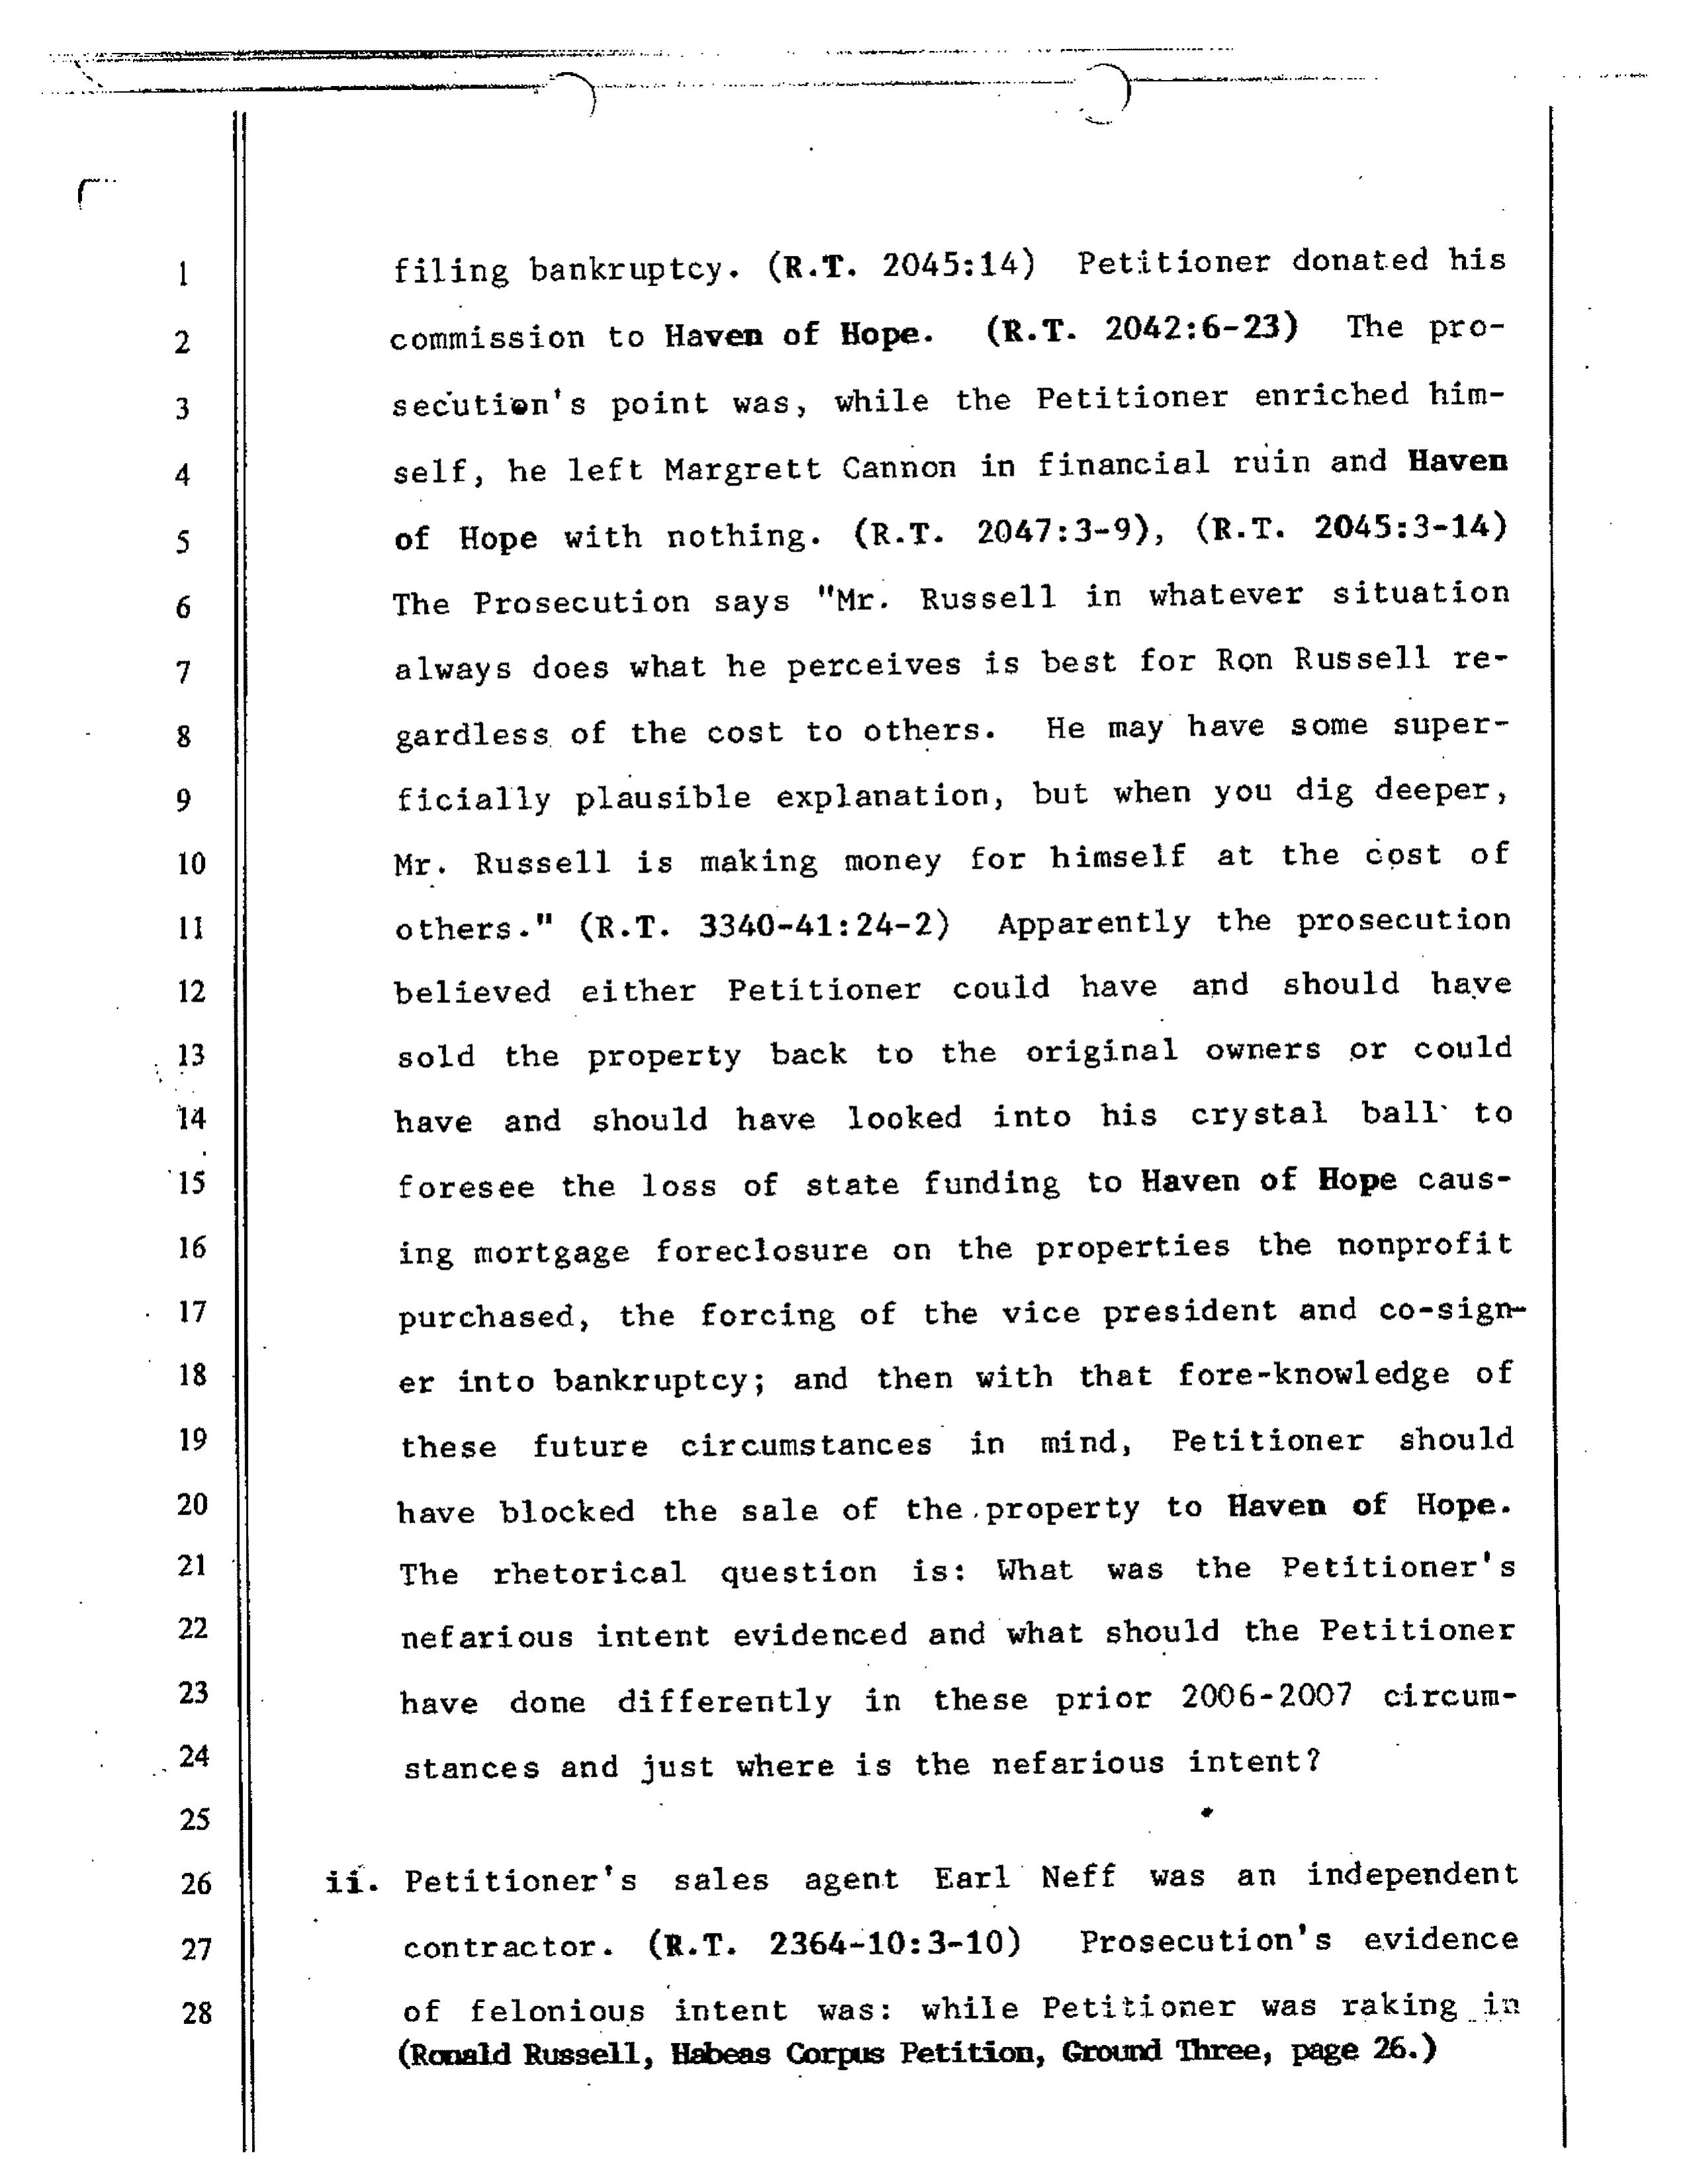 1 filing bankruptcy. (R.T. 2045:14) Petitioner donated his
2 commission to Haven of Hope. (R.T. 2042:6-23) The pro-
3 secution's point was, while the Petitioner enriched him-
4 self, he left Margrett Cannon in financial ruin and Haven
5 of Hope with nothing. (R.T. 2047:3-9), (R.T. 2045:3-14)
6 The Prosecution says "Mr. Russell in whatever situation
7 always does what he perceives is best for Ron Russell re-
8 gardless of the cost to others. He may have some super-
9 ficially plausible explanation, but when you dig deeper,
10 Mr. Russell is making money for himself at the cost of
11 others." (R.T. 3340-41:24-2) Apparently the prosecution
12 believed either Petitioner could have and should have
13 sold the property back to the original owners or could
14 have and should have looked into his crystal ball to
15 foresee the loss of state funding to Haven of Hope caus-
16 ing mortgage foreclosure on the properties the nonprofit
17 purchased, the forcing of the vice president and co-sign-
18 er into bankruptcy; and then with that fore-knowledge of
19 these future circumstances in mind, Petitioner should
20 have blocked the sale of the property to Haven of Hope.
21 The rhetorical question is: What was the Petitioner's
22 nefarious intent evidenced and what should the Petitioner
23 have done differently in these prior 2006-2007 circum-
24 stances and just where is the nefarious intent?
25
26 ii. Petitioner's sales agent Earl Neff was an independent
27 contractor. (R.T. 2364-10:3-10) Prosecution's evidence
28 of felonious intent was: while Petitioner was raking in
(Ronald Russell, Habeas Corpus Petition, Ground Three, page 26.)